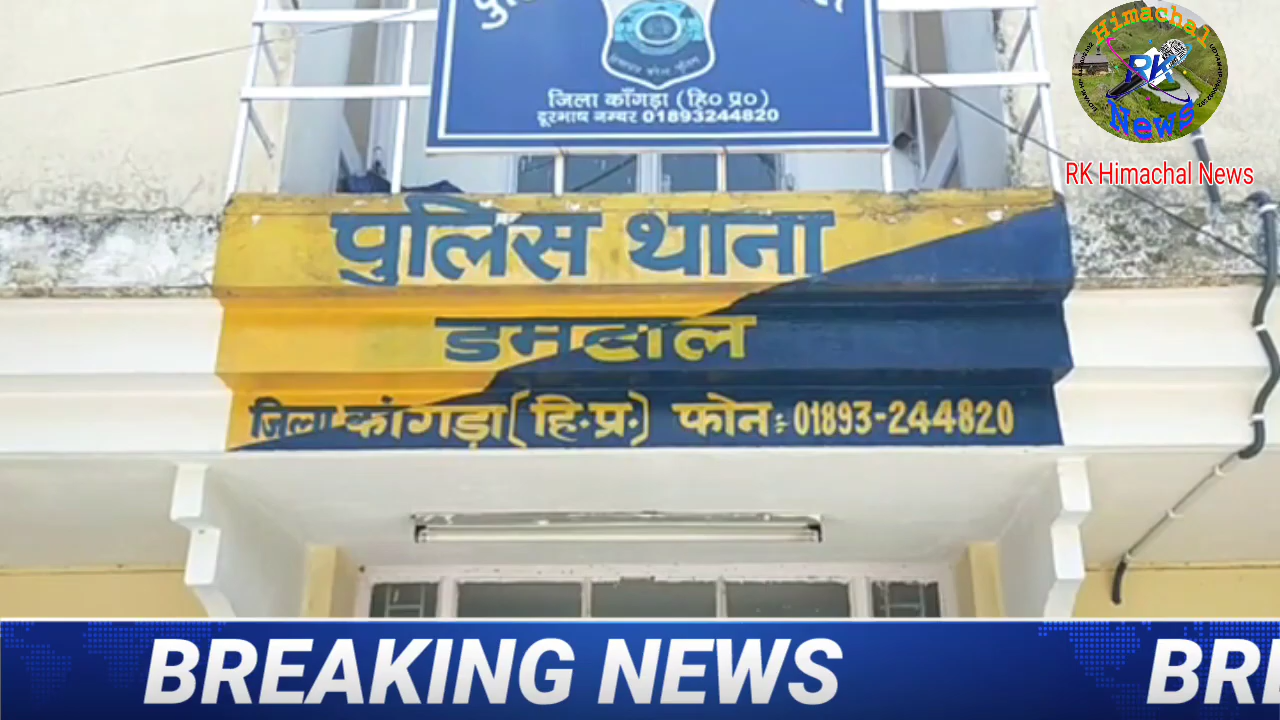 जिला काँगड़ा (हि० प्र०)
दूरभाष नम्बर 01893244820
Himachal
RK
News
RK Himachal News
पुलिस थाना
डमटाल
जिला कांगड़ा (हि.प्र.) फोन : 01893-244820
BREAKING NEWS
BRE